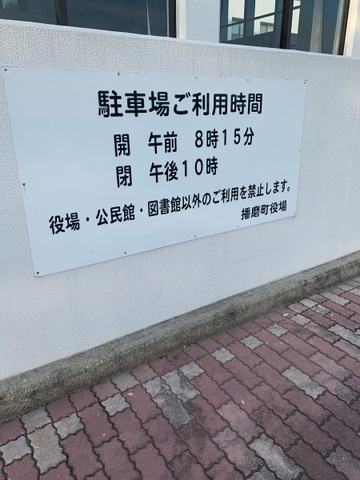 駐車場ご利用時間
開 午前 8時15分
閉 午後10時
役場・公民館・図書館以外のご利用を禁止します。
播磨町役場